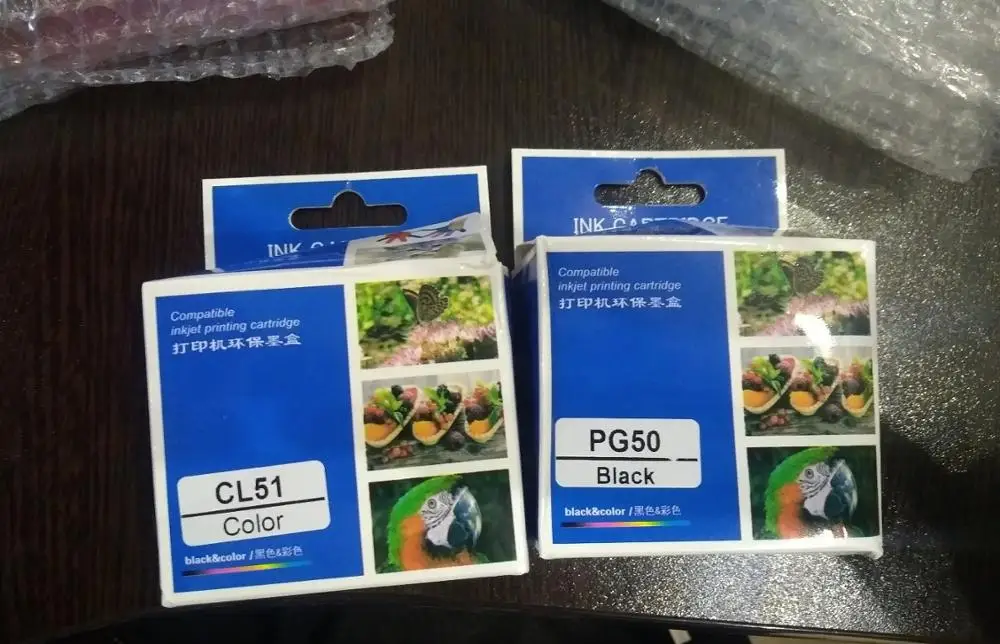 INK CARTRIDGE
Compatible
inkjet printing cartridge
打印机环保墨盒
CL51
Color
black&color / 黑色&彩色
INK CARTRIDGE
Compatible
inkjet printing cartridge
打印机环保墨盒
PG50
Black
black&color / 黑色&彩色